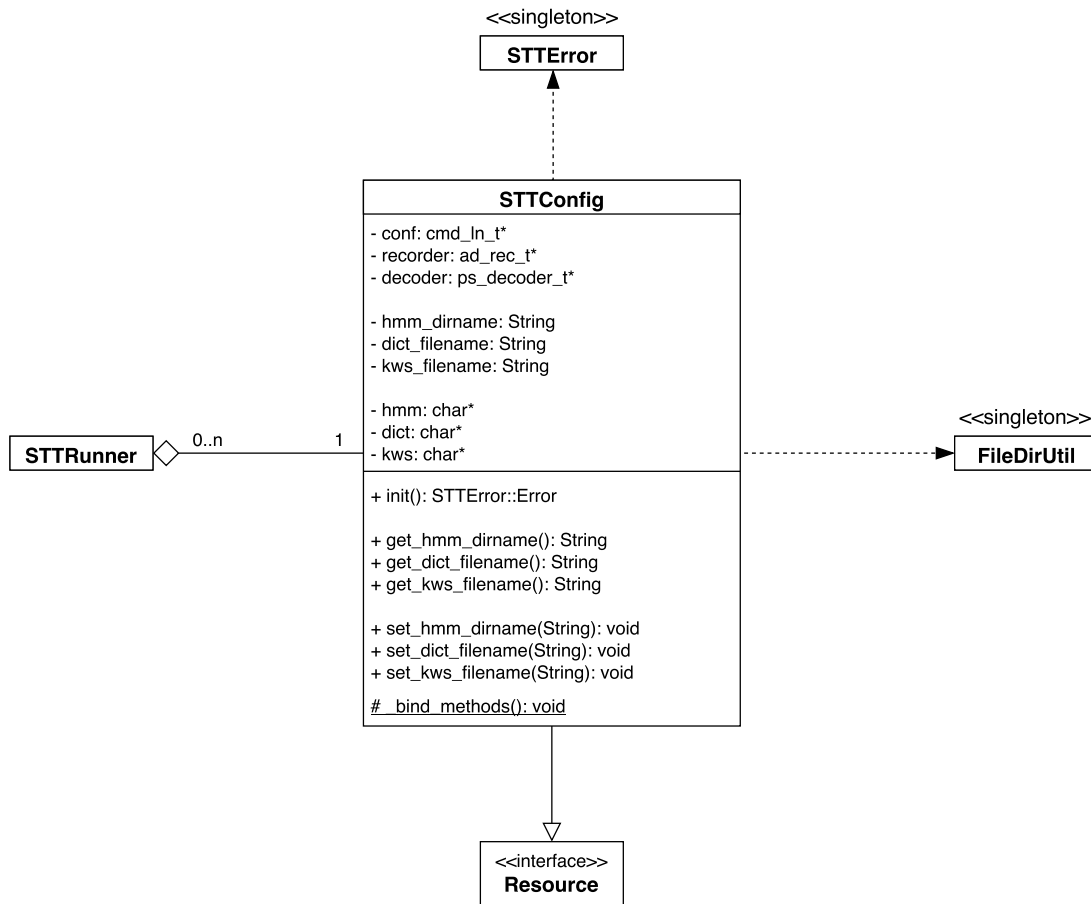 <<singleton>>
STTError
STTConfig
- conf: cmd_ln_t*
- recorder: ad_rec_t*
- decoder: ps_decoder_t*
- hmm_dirname: String
- dict_filename: String
- kws_filename: String
- hmm: char*
- dict: char*
- kws: char*
STTRunner
0..n
1
<<singleton>>
FileDirUtil
+ init(): STTError::Error
+ get_hmm_dirname(): String
+ get_dict_filename(): String
+ get_kws_filename(): String
+ set_hmm_dirname(String): void
+ set_dict_filename(String): void
+ set_kws_filename(String): void
# _bind_methods(): void
<<interface>>
Resource